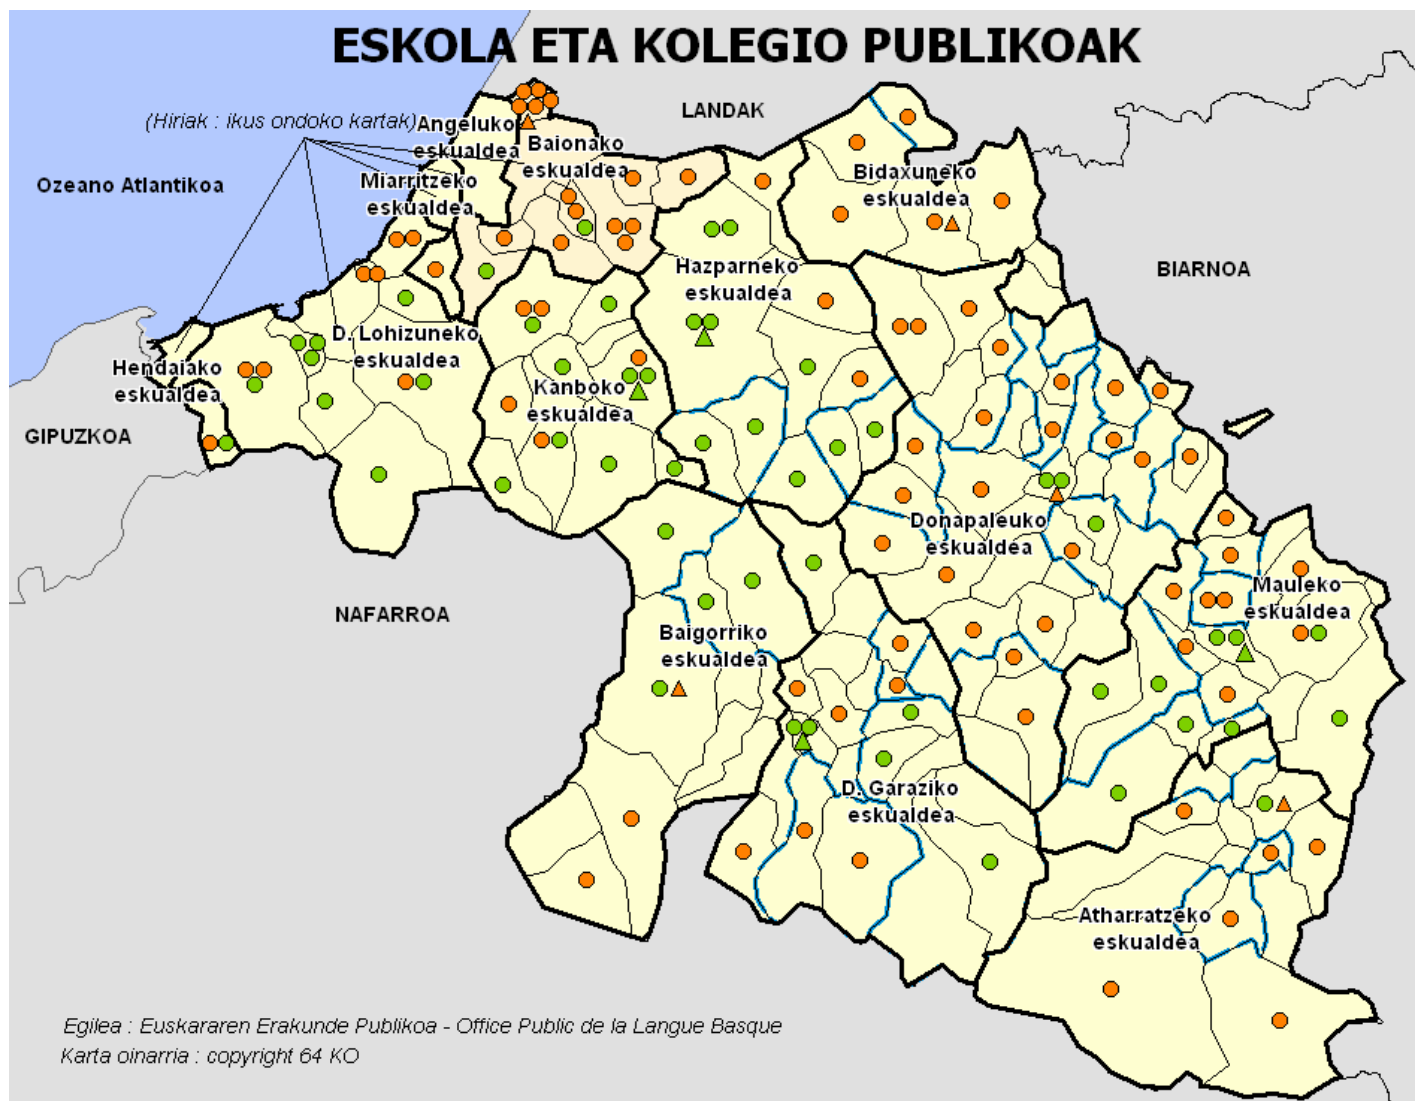 ESKOLA ETA KOLEGIO PUBLIKOAK
LANDAK
(Hiriak : ikus ondoko kartak)
Angeluko
eskualdea
Baionako
eskualdea
Ozeano Atlantikoa
Miarritzeko
eskualdea
Bidaxuneko
eskualdea
Hazparneko
eskualdea
BIARNOA
D. Lohizuneko
eskualdea
Hendaiako
eskualdea
Kanboko
eskualdea
GIPUZKOA
Donapaleuko
eskualdea
Mauleko
eskualdea
NAFARROA
Baigorriko
eskualdea
D. Garaziko
eskualdea
Atharratzeko
eskualdea
Egilea : Euskararen Erakunde Publikoa - Office Public de la Langue Basque
Karta oinarria : copyright 64 KO